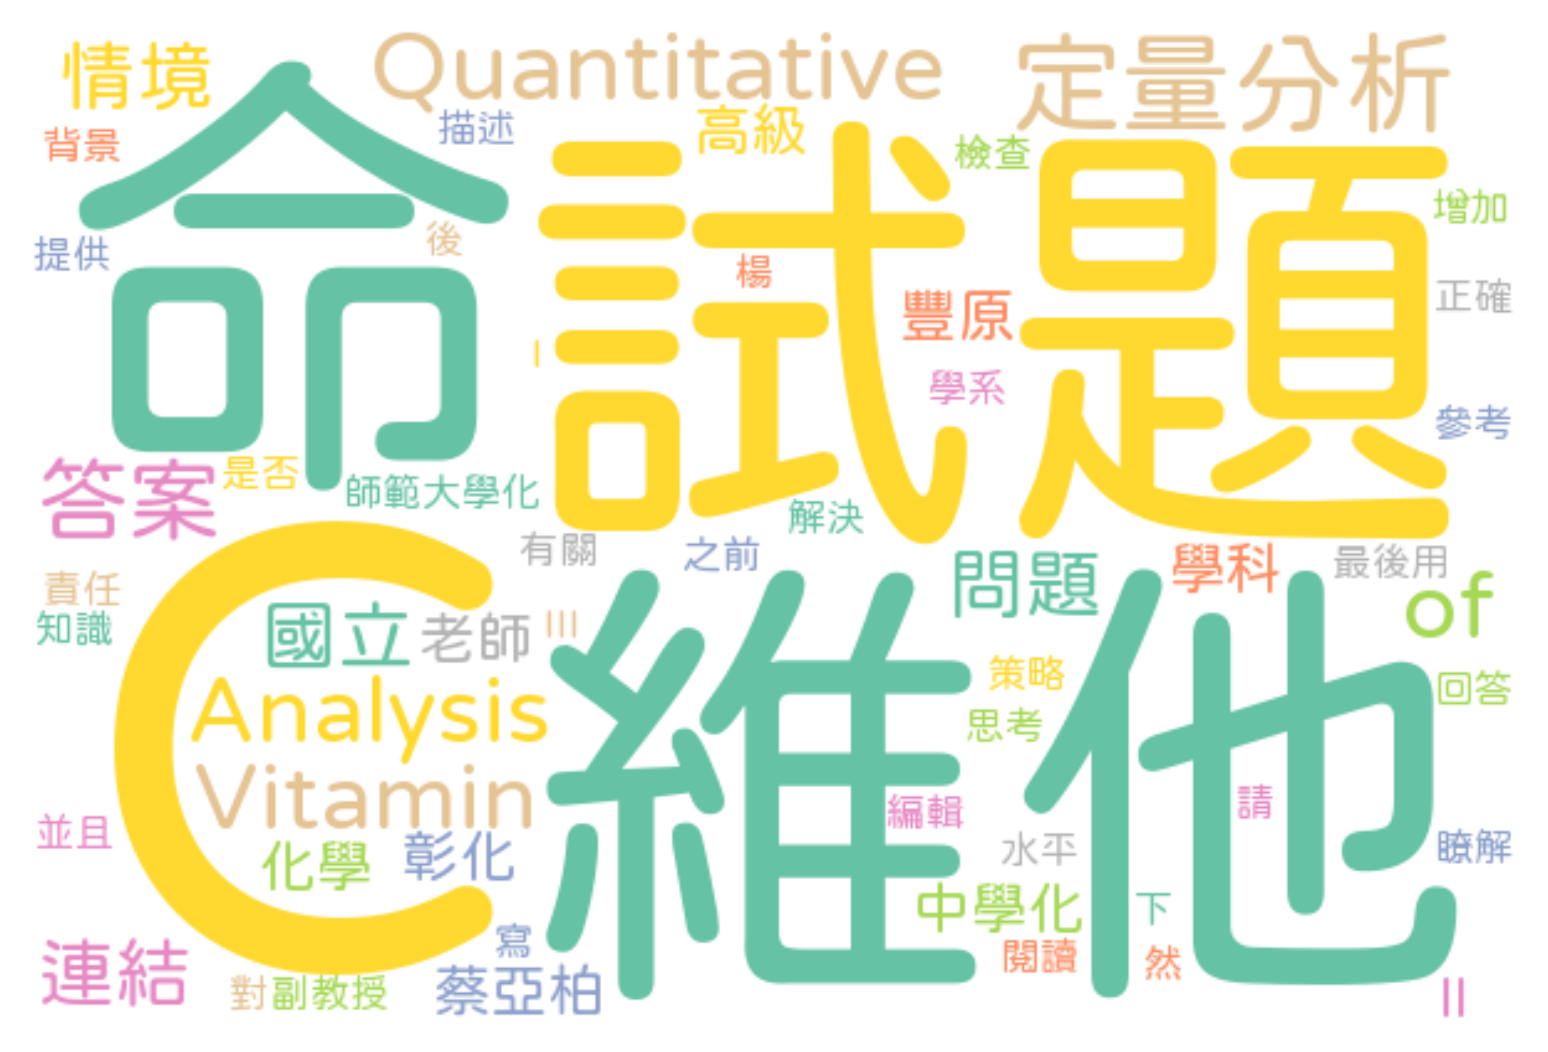 情境
Quantitative
定量分析
背景
描述
高級
檢查
命
試題
增加
提供
後
楊
豐原
正確
I
學系
參考
答案
是否
師範大學化
解決
有關
之前
問題
學科
最後用
責任
知識
C
國立
老師
III
維他
of
Analysis
策略
思考
回答
Vitamin
編輯
請
並且
化學
彰化
水平
瞭解
中學化
下
連結
寫
閱讀
然
對
副教授
蔡亞柏
II